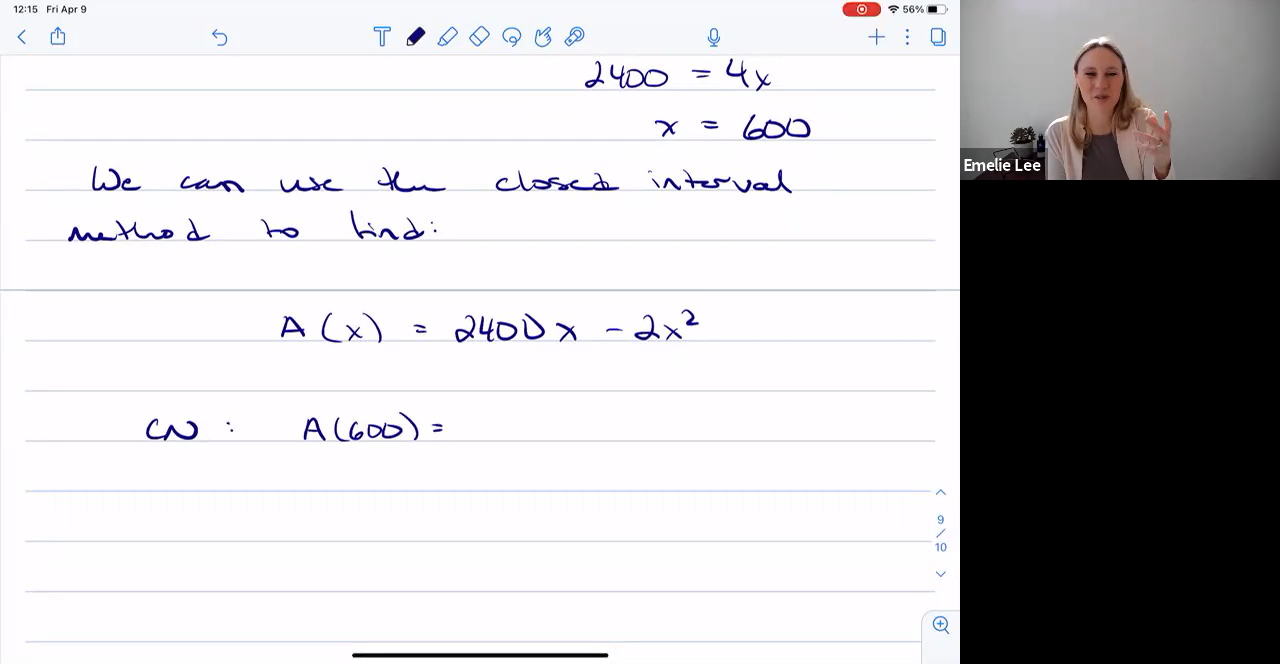 12:15 Fri Apr 9
56%
T
2400 = 4x
x = 600
We can use the closed interval
method to find:
A(x) = 2400x - 2x²
CN : A(600) =
9
/
10
Emelie Lee